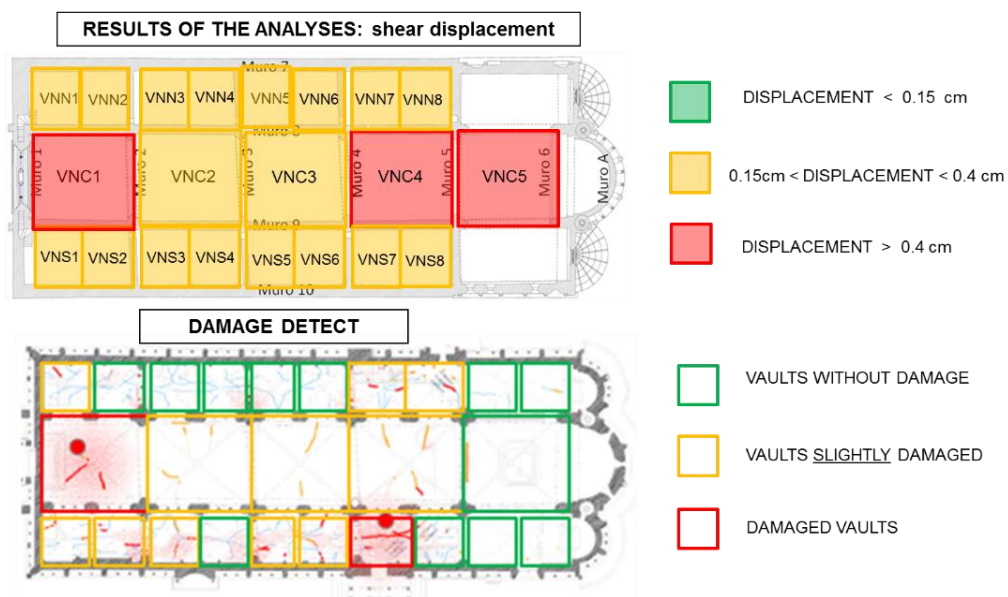 RESULTS OF THE ANALYSES: shear displacement
Muro 7
VNN1 VNN2 VNN3 VNN4 VNN5 VNN6 VNN7 VNN8
Muro 8
Muro 1 Muro 2 Muro 3 Muro 4 Muro 5 Muro 6 Muro A
VNC1 VNC2 VNC3 VNC4 VNC5
Muro 9
VNS1 VNS2 VNS3 VNS4 VNS5 VNS6 VNS7 VNS8
Muro 10
DISPLACEMENT < 0.15 cm
0.15cm < DISPLACEMENT < 0.4 cm
DISPLACEMENT > 0.4 cm
DAMAGE DETECT
VAULTS WITHOUT DAMAGE
VAULTS SLIGHTLY DAMAGED
DAMAGED VAULTS